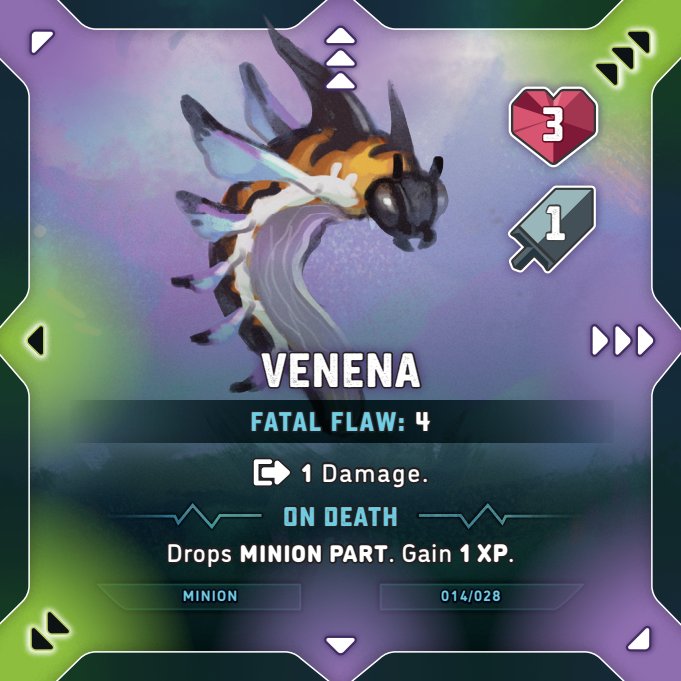 3
1
VENENA
FATAL FLAW: 4
1 Damage.
ON DEATH
Drops MINION PART. Gain 1 XP.
MINION
014/028